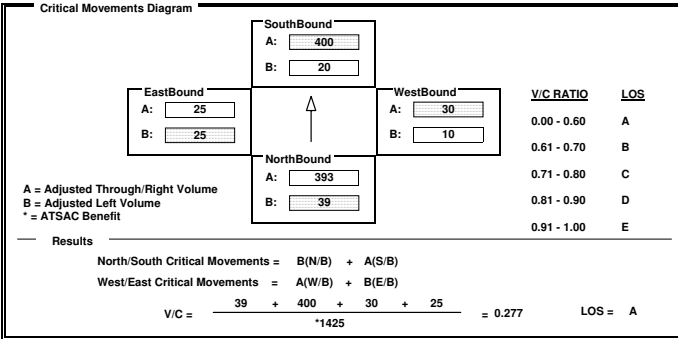 Critical Movements Diagram
SouthBound
A: 400
B: 20
EastBound
A: 25
B: 25
WestBound
A: 30
B: 10
NorthBound
A: 393
B: 39
V/C RATIO LOS
0.00 - 0.60 A
0.61 - 0.70 B
0.71 - 0.80 C
0.81 - 0.90 D
0.91 - 1.00 E
A = Adjusted Through/Right Volume
B = Adjusted Left Volume
* = ATSAC Benefit
Results
North/South Critical Movements = B(N/B) + A(S/B)
West/East Critical Movements = A(W/B) + B(E/B)
V/C = 39 + 400 + 30 + 25 = 0.277 LOS = A
*1425